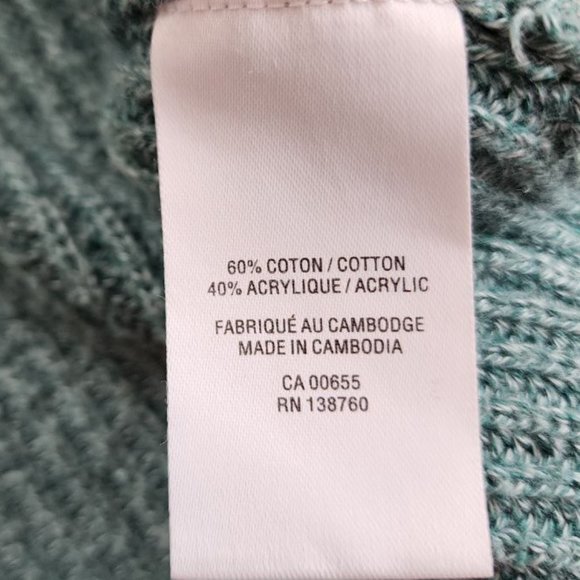 60% COTON / COTTON
40% ACRYLIQUE / ACRYLIC
FABRIQUÉ AU CAMBODGE
MADE IN CAMBODIA
CA 00655
RN 138760